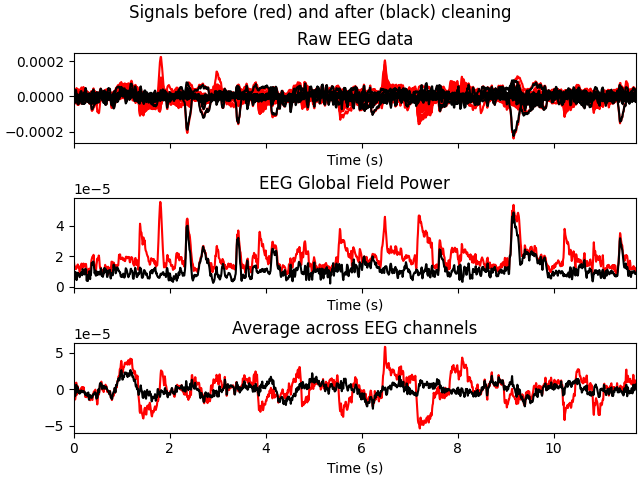 Signals before (red) and after (black) cleaning
Raw EEG data
0.0002
0.0000
−0.0002
Time (s)
EEG Global Field Power
1e−5
4
2
0
Time (s)
Average across EEG channels
1e−5
5
0
−5
0 2 4 6 8 10
Time (s)